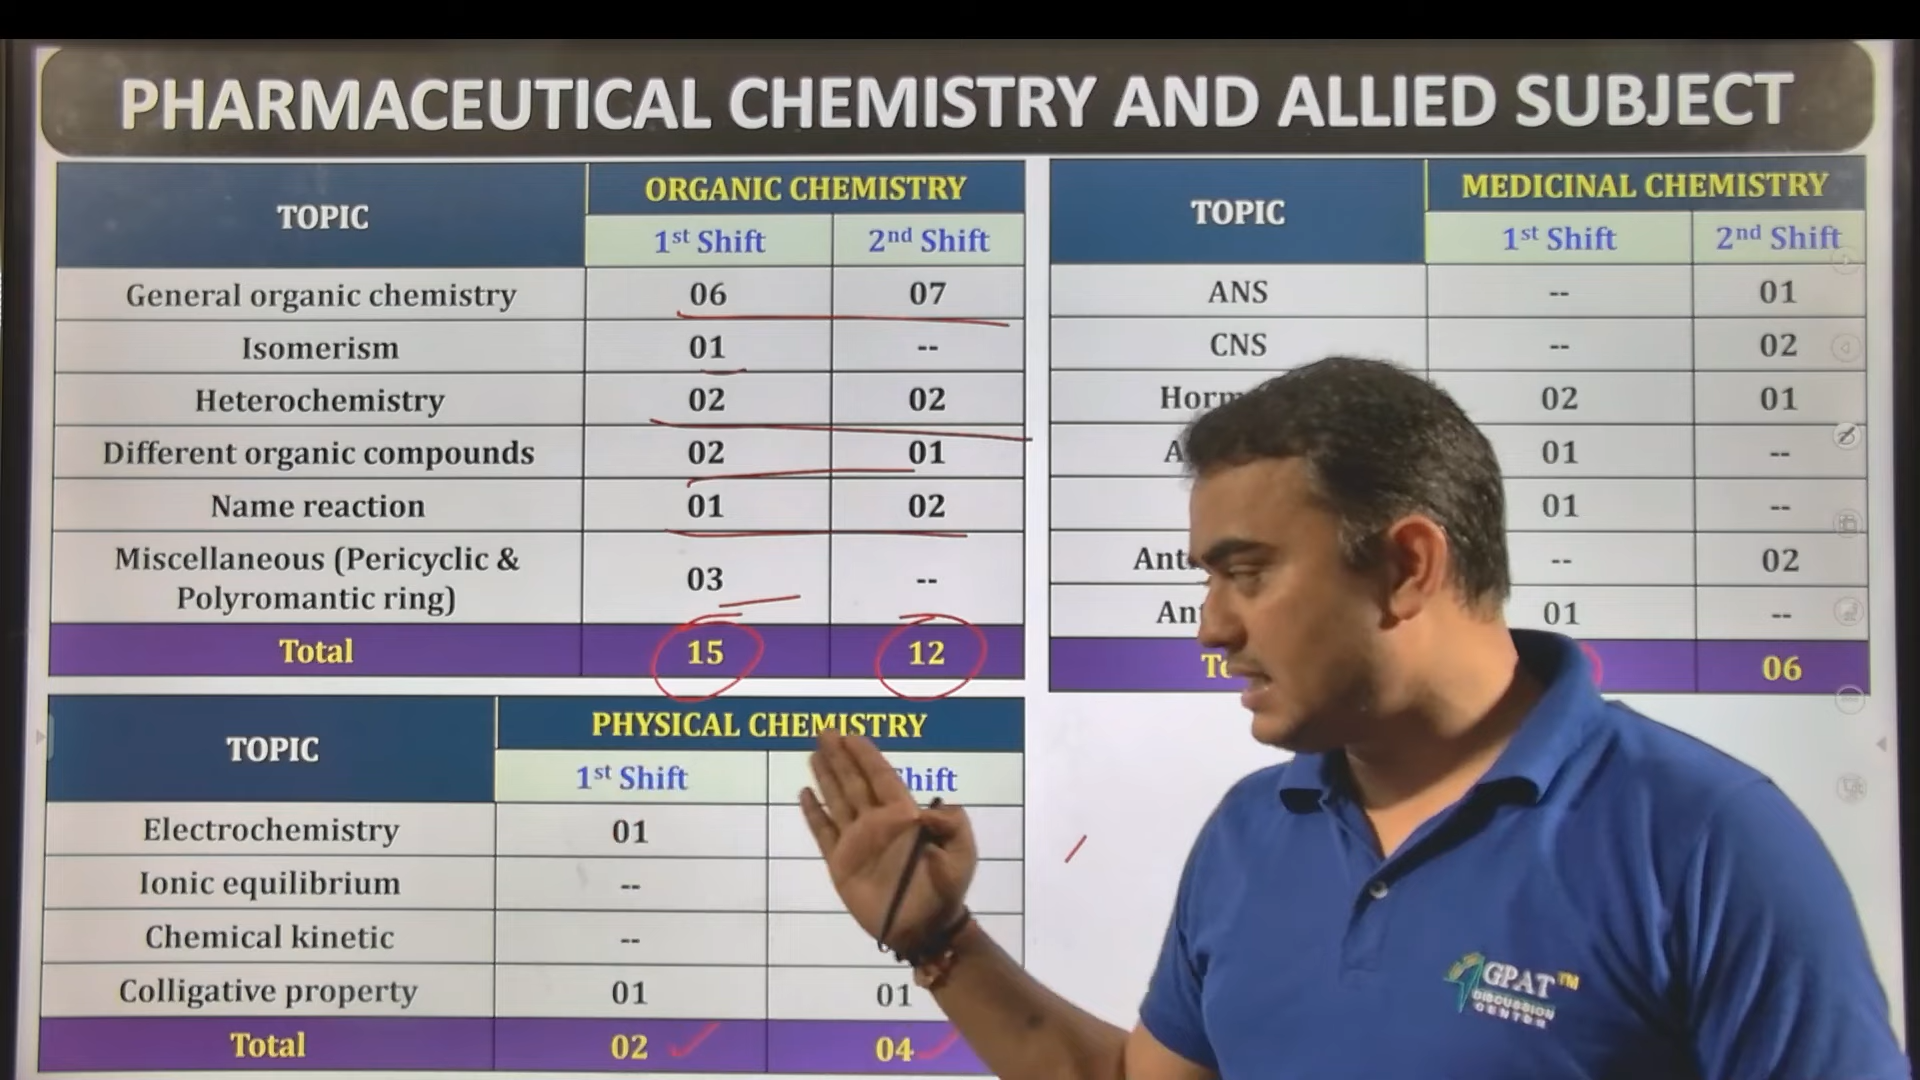 PHARMACEUTICAL CHEMISTRY AND ALLIED SUBJECT
TOPIC
ORGANIC CHEMISTRY
1st Shift 2nd Shift
General organic chemistry 06 07
Isomerism 01 --
Heterochemistry 02 02
Different organic compounds 02 01
Name reaction 01 02
Miscellaneous (Pericyclic &
Polyromantic ring) 03 --
Total 15 12
TOPIC
MEDICINAL CHEMISTRY
1st Shift 2nd Shift
ANS -- 01
CNS -- 02
02 01
01 --
01 --
-- 02
01 --
06
TOPIC
PHYSICAL CHEMISTRY
1st Shift
Electrochemistry 01
Ionic equilibrium --
Chemical kinetic --
Colligative property 01 01
Total 02 04
GPAT™
DISCUSSION
CENTER